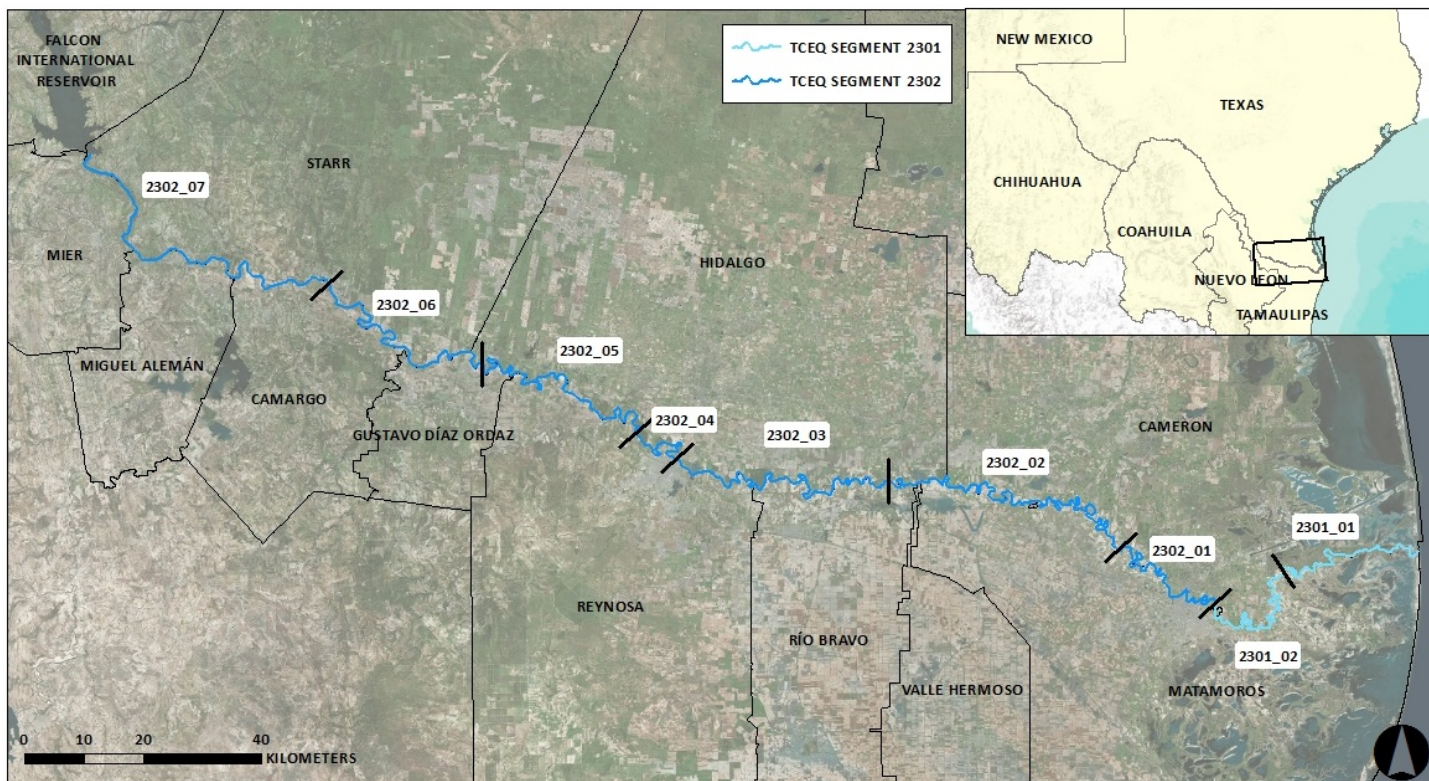 FALCON
INTERNATIONAL
RESERVOIR
TCEQ SEGMENT 2301
TCEQ SEGMENT 2302
NEW MEXICO
TEXAS
CHIHUAHUA
COAHUILA
NUEVO LEON
TAMAULIPAS
STARR
2302_07
MIER
HIDALGO
2302_06
2302_05
MIGUEL ALEMÁN
CAMARGO
GUSTAVO DÍAZ ORDAZ
2302_04
2302_03
CAMERON
2302_02
2301_01
2302_01
REYNOSA
RÍO BRAVO
2301_02
VALLE HERMOSO
MATAMOROS
0 10 20 40
KILOMETERS